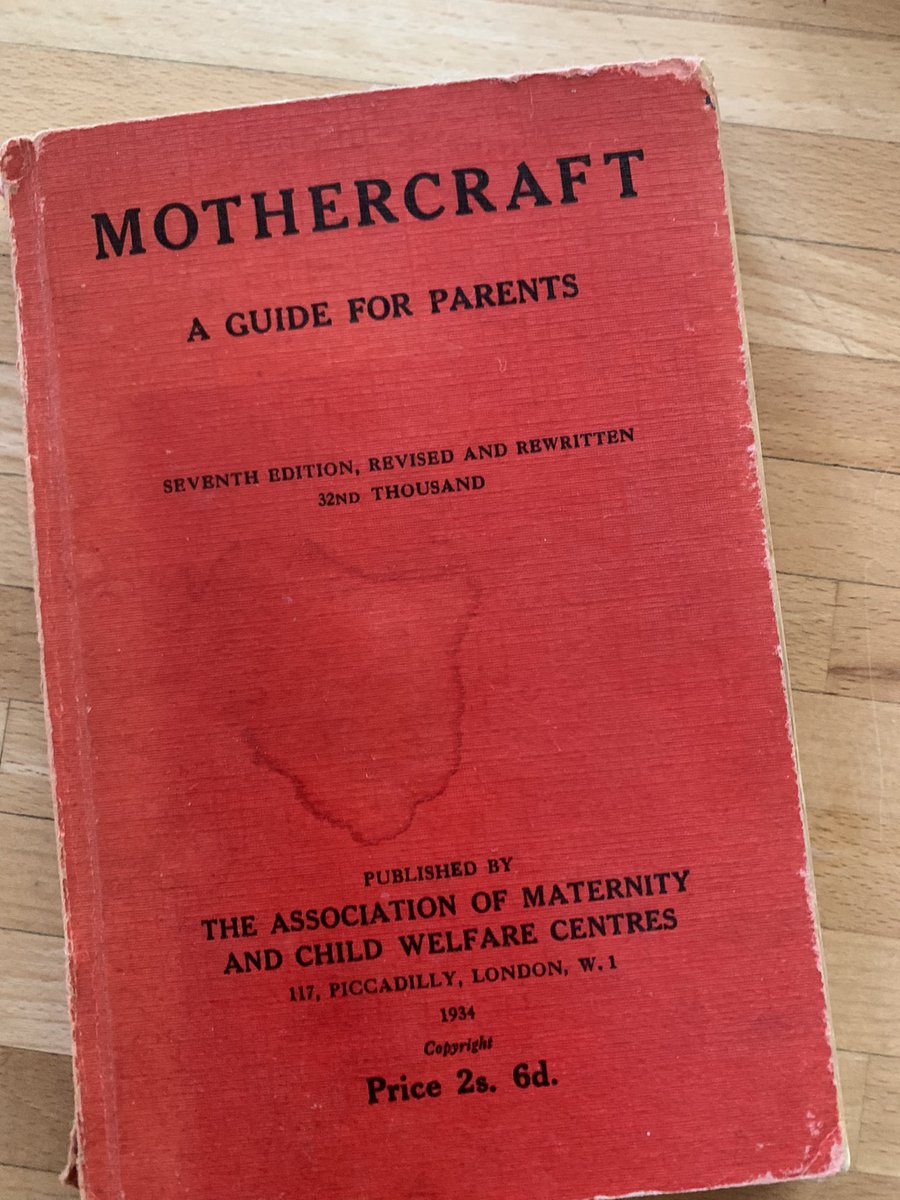 MOTHERCRAFT
A GUIDE FOR PARENTS
SEVENTH EDITION, REVISED AND REWRITTEN
32ND THOUSAND
PUBLISHED BY
THE ASSOCIATION OF MATERNITY
AND CHILD WELFARE CENTRES
117, PICCADILLY, LONDON, W.1
1934
Copyright
Price 2s. 6d.